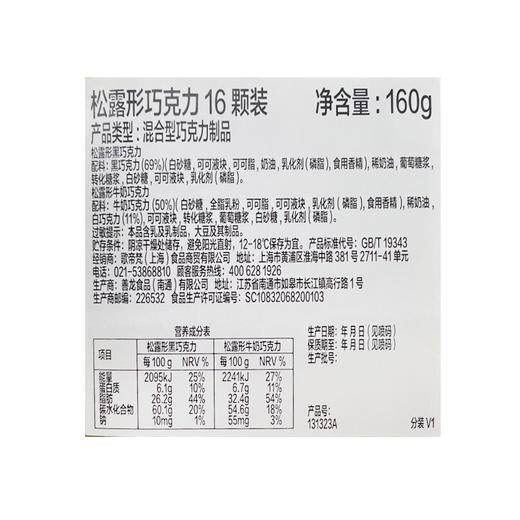 松露形巧克力 16 颗装 净含量：160g
产品类型：混合型巧克力制品
松露形黑巧克力
配料：黑巧克力(69%)(白砂糖，可可液块，可可脂，奶油，乳化剂(磷脂)，食用香精)，稀奶油，葡萄糖浆，
转化糖浆，白砂糖，可可液块，乳化剂(磷脂)。
松露形牛奶巧克力
配料：牛奶巧克力(50%)(白砂糖，全脂乳粉，可可脂，可可液块，乳化剂(磷脂)，食用香精)，稀奶油，
白巧克力(11%)，可可液块，转化糖浆，葡萄糖浆，白砂糖，乳化剂(磷脂)。
过敏提示：本品含乳及乳制品，大豆及其制品。
贮存条件：阴凉干燥处储存，避免阳光直射，12-18℃保存为宜。产品标准代号：GB/T 19343
经销者：歌帝梵(上海)食品商贸有限公司 地址：上海市黄浦区淮海中路 381 号 2711-41 单元
电话：021-53868810 顾客服务热线：400 628 1926
生产商：善龙食品(南通)有限公司 地址：江苏省南通市如皋市长江镇高行路 1 号
邮编：226532 食品生产许可证编号：SC10832068200103
营养成分表
项目 松露形黑巧克力 松露形牛奶巧克力
每 100 g NRV % 每 100 g NRV %
能量 2095kJ 25% 2241kJ 27%
蛋白质 6.1g 10% 6.7g 11%
脂肪 26.2g 44% 32.4g 54%
碳水化合物 60.1g 20% 54.6g 18%
钠 10mg 1% 55mg 3%
生产日期：年 月 日(见喷码)
保质期至：年 月 日(见喷码)
生产批号：
产品号：
131323A
分装 V1